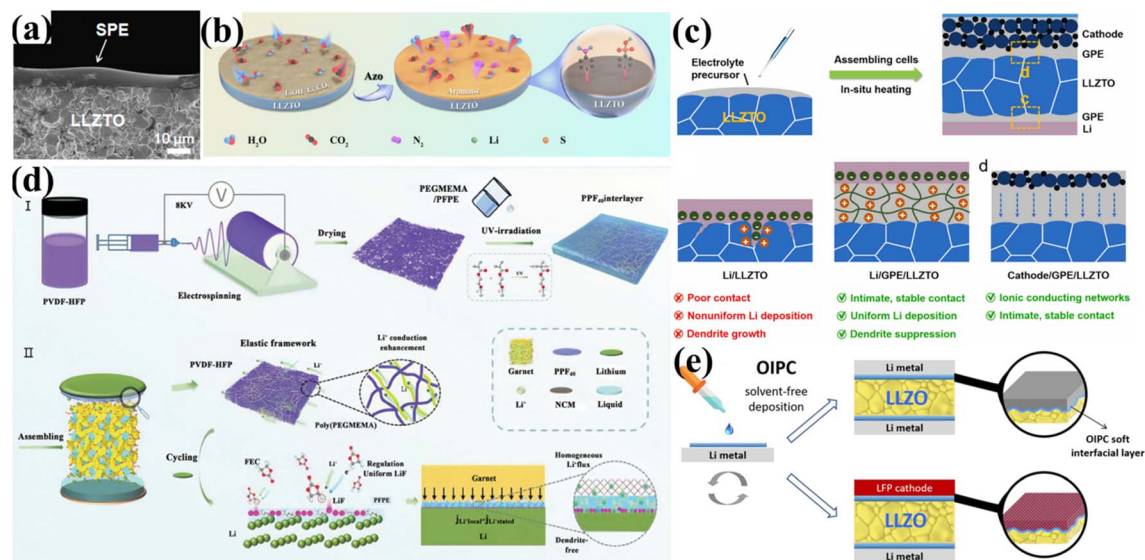 (a)
SPE
LLZTO
10 μm
(b)
LiOH, Li₂CO₃
LLZTO
Azo
Aromatic
LLZTO
LLZTO
H₂O
CO₂
N₂
Li
S
(c)
Electrolyte
precursor
LLZTO
Assembling cells
In-situ heating
Cathode
GPE
d
LLZTO
c
GPE
Li
d
Li/LLZTO
Li/GPE/LLZTO
Cathode/GPE/LLZTO
Poor contact
Nonuniform Li deposition
Dendrite growth
Intimate, stable contact
Uniform Li deposition
Dendrite suppression
Ionic conducting networks
Intimate, stable contact
(d)
I
PVDF-HFP
8KV
V
Electrospinning
Drying
PEGMEMA
/PFPE
UV-irradiation
UV
PPF₄₀interlayer
II
Assembling
PVDF-HFP
Elastic framework
Li⁺
Li⁺ conduction
enhancement
Li⁺
Poly(PEGMEMA)
Garnet
PPF₄₀
Lithium
Li⁺
NCM
Liquid
Cycling
FEC
Li⁺
e
Regulation
Uniform LiF
LiF
PFPE
Li
Garnet
Li
Homogeneous
Li⁺flux
Dendrite-
free
(e)
OIPC
solvent-free
deposition
Li metal
Li metal
LLZO
OIPC soft
interfacial layer
LFP cathode
LLZO